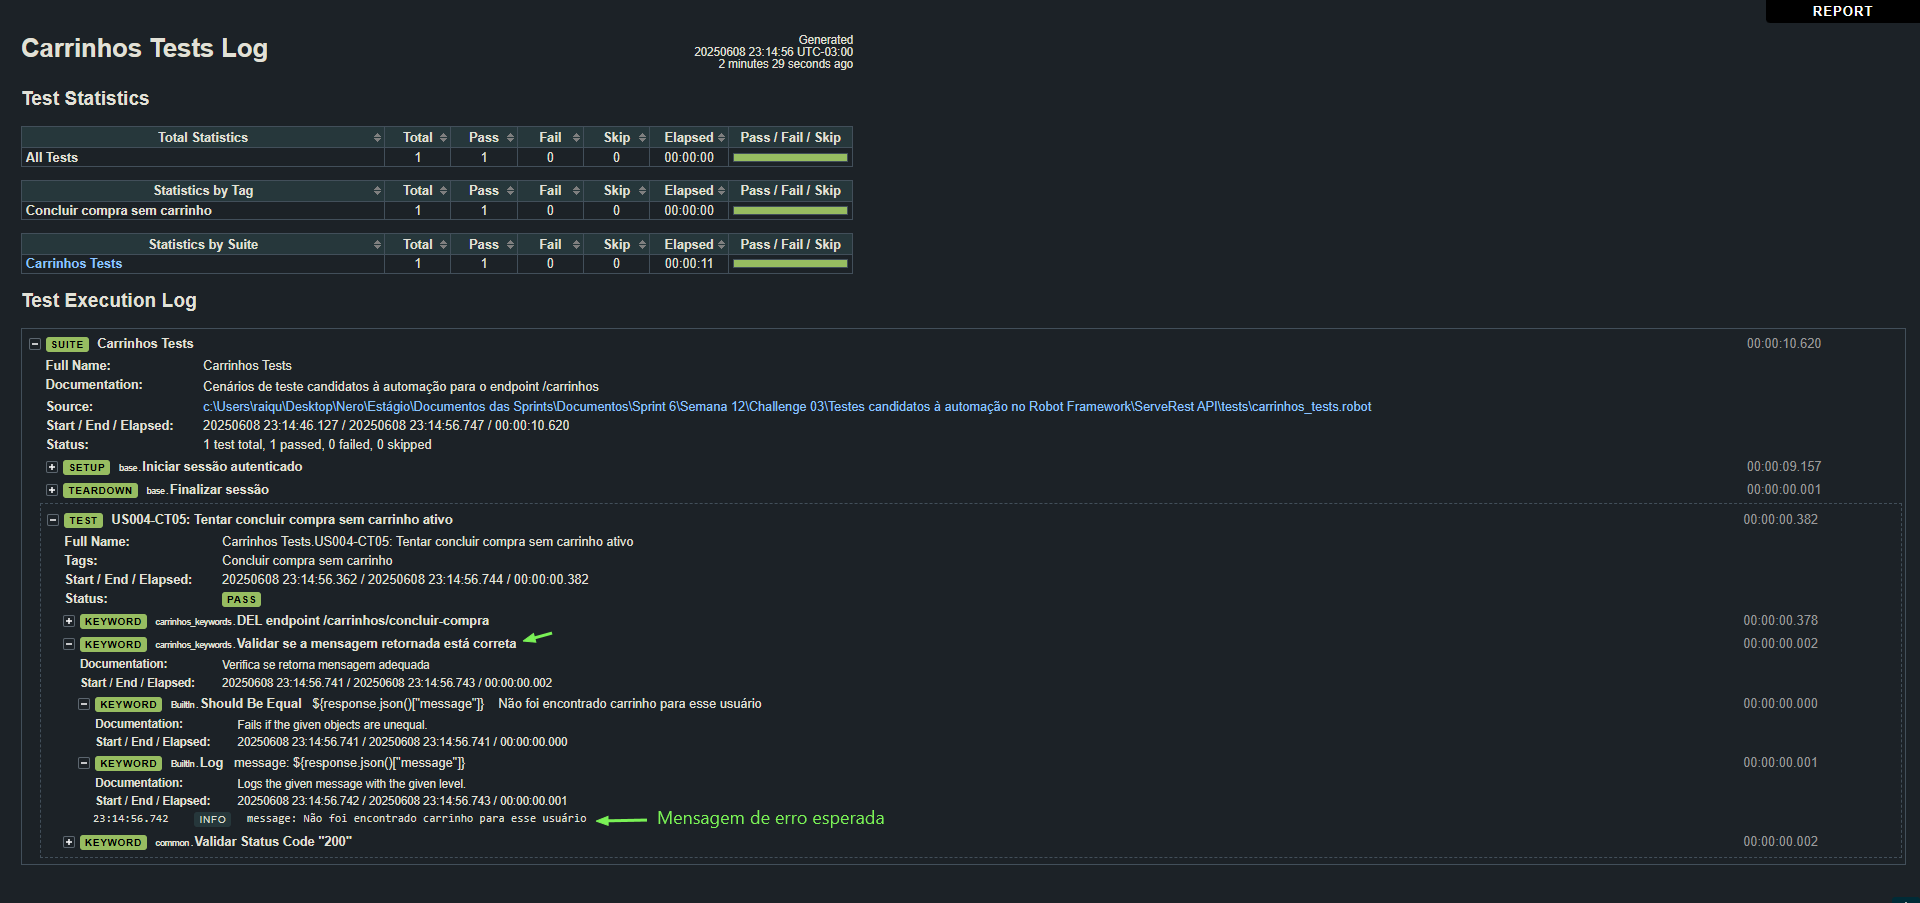 REPORT
Carrinhos Tests Log
Generated
20250608 23:14:56 UTC-03:00
2 minutes 29 seconds ago
Test Statistics
Total Statistics Total Pass Fail Skip Elapsed Pass / Fail / Skip
All Tests 1 1 0 0 00:00:00
Statistics by Tag Total Pass Fail Skip Elapsed Pass / Fail / Skip
Concluir compra sem carrinho 1 1 0 0 00:00:00
Statistics by Suite Total Pass Fail Skip Elapsed Pass / Fail / Skip
Carrinhos Tests 1 1 0 0 00:00:11
Test Execution Log
SUITE Carrinhos Tests 00:00:10.620
Full Name: Carrinhos Tests
Documentation: Cenários de teste candidatos à automação para o endpoint /carrinhos
Source: c:\Users\raiqu\Desktop\Nero\Estágio\Documentos das Sprints\Documentos\Sprint 6\Semana 12\Challenge 03\Testes candidatos à automação no Robot Framework\ServeRest API\tests\carrinhos_tests.robot
Start / End / Elapsed: 20250608 23:14:46.127 / 20250608 23:14:56.747 / 00:00:10.620
Status: 1 test total, 1 passed, 0 failed, 0 skipped
SETUP base.Iniciar sessão autenticado 00:00:09.157
TEARDOWN base.Finalizar sessão 00:00:00.001
TEST US004-CT05: Tentar concluir compra sem carrinho ativo 00:00:00.382
Full Name: Carrinhos Tests.US004-CT05: Tentar concluir compra sem carrinho ativo
Tags: Concluir compra sem carrinho
Start / End / Elapsed: 20250608 23:14:56.362 / 20250608 23:14:56.744 / 00:00:00.382
Status: PASS
KEYWORD carrinhos_keywords.DEL endpoint /carrinhos/concluir-compra 00:00:00.378
KEYWORD carrinhos_keywords.Validar se a mensagem retornada está correta 00:00:00.002
Documentation: Verifica se retorna mensagem adequada
Start / End / Elapsed: 20250608 23:14:56.741 / 20250608 23:14:56.743 / 00:00:00.002
KEYWORD BuiltIn.Should Be Equal ${response.json()["message"]} Não foi encontrado carrinho para esse usuário 00:00:00.000
Documentation: Fails if the given objects are unequal.
Start / End / Elapsed: 20250608 23:14:56.741 / 20250608 23:14:56.741 / 00:00:00.000
KEYWORD BuiltIn.Log message: ${response.json()["message"]} 00:00:00.001
Documentation: Logs the given message with the given level.
Start / End / Elapsed: 20250608 23:14:56.742 / 20250608 23:14:56.743 / 00:00:00.001
23:14:56.742 INFO message: Não foi encontrado carrinho para esse usuário Mensagem de erro esperada
KEYWORD common.Validar Status Code "200" 00:00:00.002